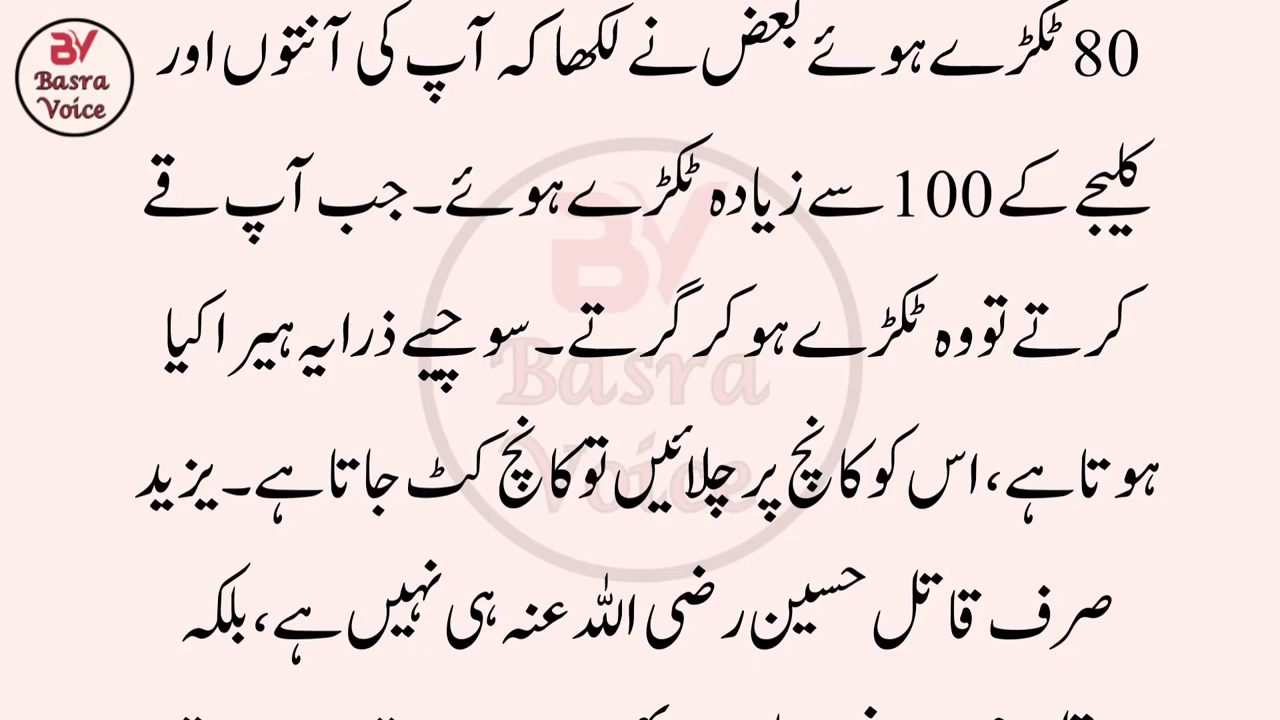 BV
Basra
Voice
80 ٹکڑے ہوئے بعض نے لکھا کہ آپ کی آنتوں اور
کلیجے کے 100 سے زیادہ ٹکڑے ہوئے۔ جب آپ قے
کرتے تو وہ ٹکڑے ہو کر گرتے۔ سوچیے ذرا یہ ہیرا کیا
ہوتا ہے، اس کو کانچ پر چلائیں تو کانچ کٹ جاتا ہے۔ یزید
صرف قاتل حسین رضی اللہ عنہ ہی نہیں ہے، بلکہ
BV
Basra
Voice